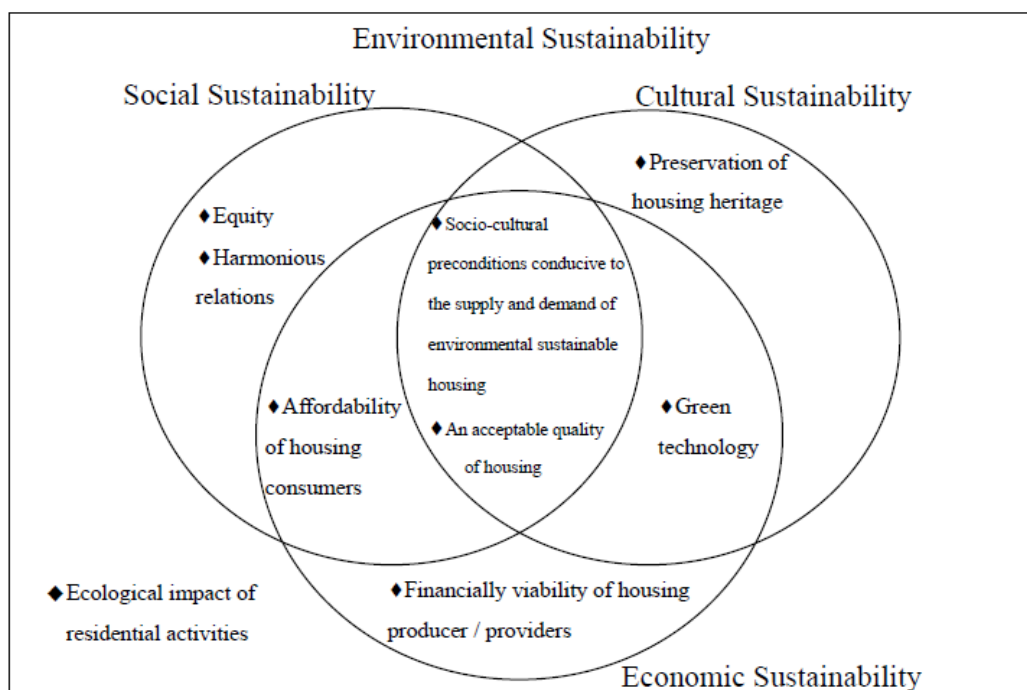 Environmental Sustainability
Social Sustainability
Cultural Sustainability
♦Preservation of
housing heritage
♦Equity
♦Harmonious
relations
♦Socio-cultural
preconditions conducive to
the supply and demand of
environmental sustainable
housing
♦An acceptable quality
of housing
♦Affordability
of housing
consumers
♦Green
technology
◆Ecological impact of
residential activities
♦Financially viability of housing
producer / providers
Economic Sustainability